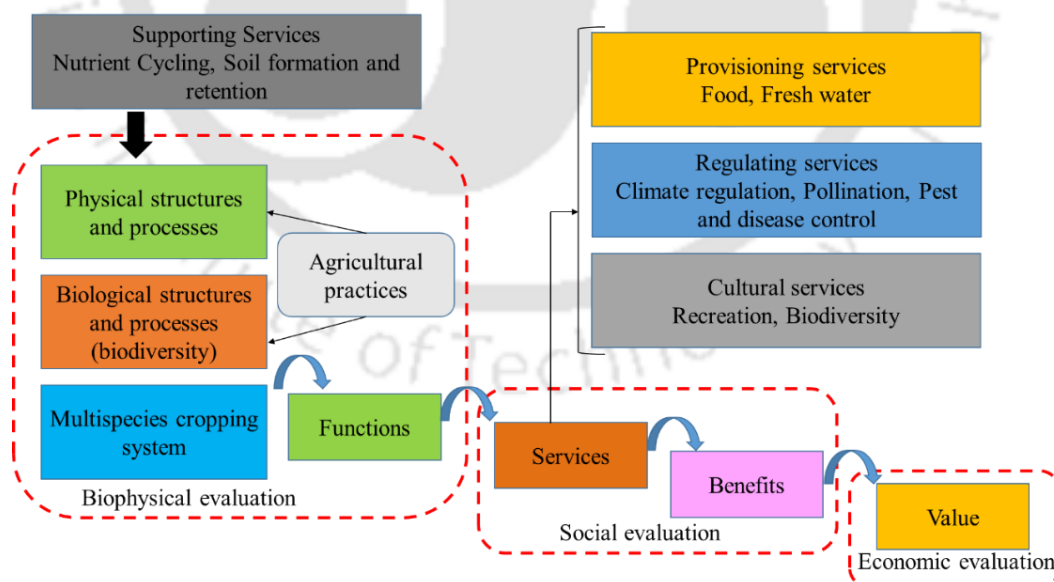 Supporting Services
Nutrient Cycling, Soil formation and
retention
Physical structures
and processes
Agricultural
practices
Biological structures
and processes
(biodiversity)
Multispecies cropping
system
Functions
Biophysical evaluation
Provisioning services
Food, Fresh water
Regulating services
Climate regulation, Pollination, Pest
and disease control
Cultural services
Recreation, Biodiversity
Services
Benefits
Social evaluation
Value
Economic evaluation
of Techn